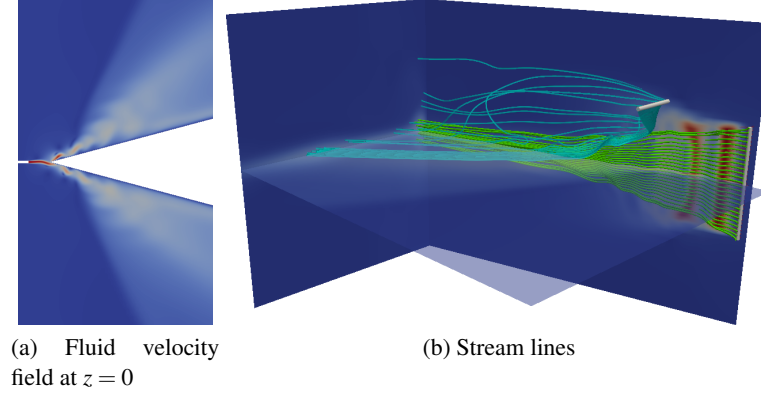 (a) Fluid velocity
field at z = 0
(b) Stream lines